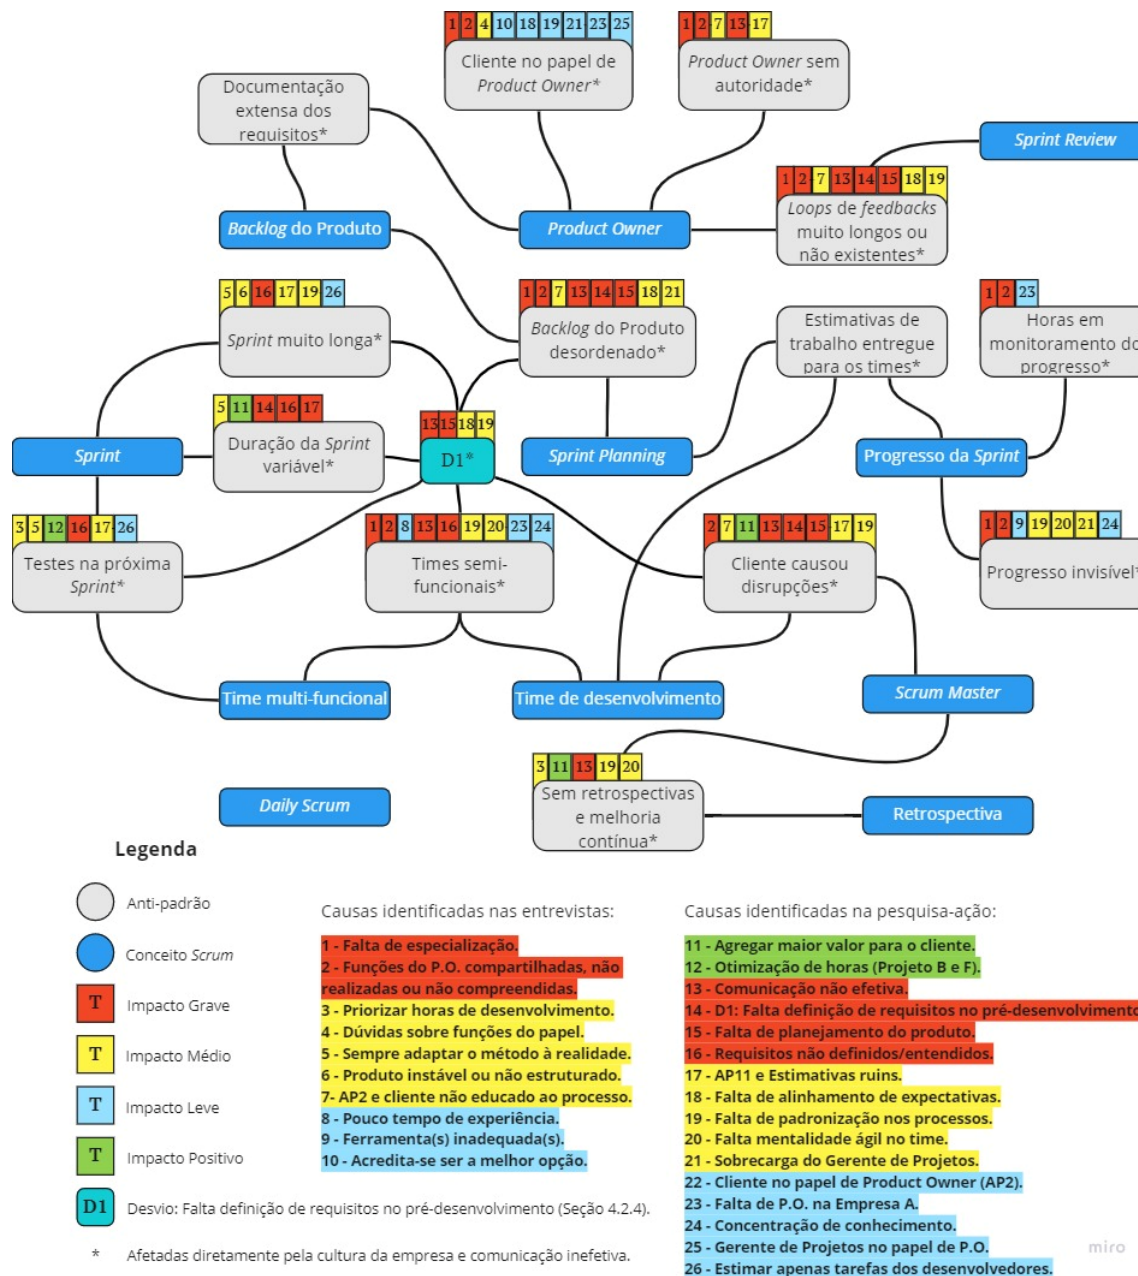 1 2 4 10 18 19 21 23 25
Cliente no papel de
Product Owner*
1 2 7 13 17
Product Owner sem
autoridade*
Documentação
extensa dos
requisitos*
Sprint Review
1 2 7 13 14 15 18 19
Loops de feedbacks
muito longos ou
não existentes*
Backlog do Produto
Product Owner
5 6 16 17 19 26
Sprint muito longa*
1 2 7 13 14 15 18 21
Backlog do Produto
desordenado*
Estimativas de
trabalho entregue
para os times*
1 2 23
Horas em
monitoramento do
progresso*
5 11 14 16 17
Duração da Sprint
variável*
13 15 18 19
D1*
Sprint
Sprint Planning
Progresso da Sprint
3 5 12 16 17 26
Testes na próxima
Sprint*
1 2 8 13 16 19 20 23 24
Times semi-
funcionais*
2 7 11 13 14 15 17 19
Cliente causou
disrupções*
1 2 9 19 20 21 24
Progresso invisível*
Time multi-funcional
Time de desenvolvimento
Scrum Master
3 11 13 19 20
Sem retrospectivas
e melhoria
contínua*
Daily Scrum
Retrospectiva
Legenda
Anti-padrão
Conceito Scrum
T Impacto Grave
T Impacto Médio
T Impacto Leve
T Impacto Positivo
D1 Desvio: Falta definição de requisitos no pré-desenvolvimento (Seção 4.2.4).
* Afetadas diretamente pela cultura da empresa e comunicação inefetiva.
Causas identificadas nas entrevistas:
1 - Falta de especialização.
2 - Funções do P.O. compartilhadas, não
realizadas ou não compreendidas.
3 - Priorizar horas de desenvolvimento.
4 - Dúvidas sobre funções do papel.
5 - Sempre adaptar o método à realidade.
6 - Produto instável ou não estruturado.
7- AP2 e cliente não educado ao processo.
8 - Pouco tempo de experiência.
9 - Ferramenta(s) inadequada(s).
10 - Acredita-se ser a melhor opção.
Causas identificadas na pesquisa-ação:
11 - Agregar maior valor para o cliente.
12 - Otimização de horas (Projeto B e F).
13 - Comunicação não efetiva.
14 - D1: Falta definição de requisitos no pré-desenvolvimento
15 - Falta de planejamento do produto.
16 - Requisitos não definidos/entendidos.
17 - AP11 e Estimativas ruins.
18 - Falta de alinhamento de expectativas.
19 - Falta de padronização nos processos.
20 - Falta mentalidade ágil no time.
21 - Sobrecarga do Gerente de Projetos.
22 - Cliente no papel de Product Owner (AP2).
23 - Falta de P.O. na Empresa A.
24 - Concentração de conhecimento.
25 - Gerente de Projetos no papel de P.O.
26 - Estimar apenas tarefas dos desenvolvedores.
miro